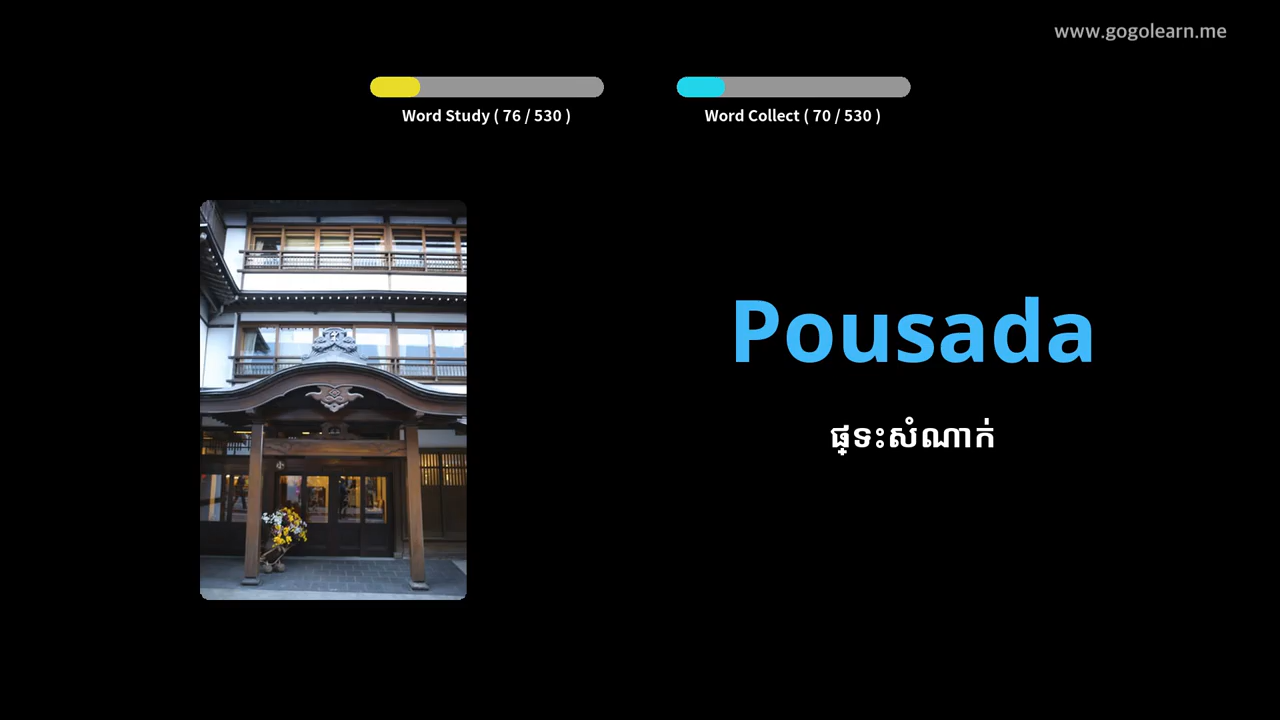 www.gogolearn.me
Word Study ( 76 / 530 )
Word Collect ( 70 / 530 )
Pousada
ផ្ទះសំណាក់